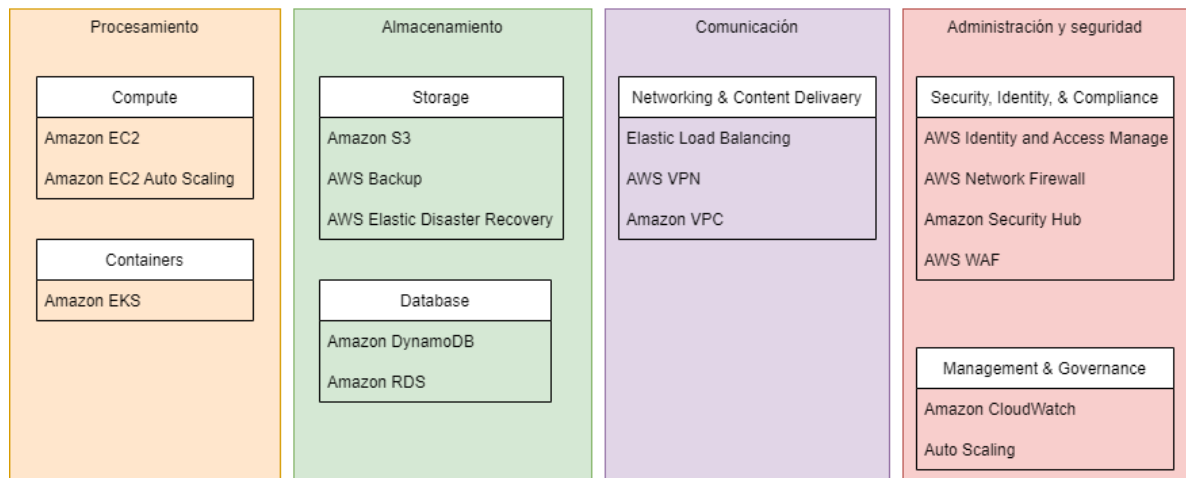 Procesamiento
Compute
Amazon EC2
Amazon EC2 Auto Scaling
Containers
Amazon EKS
Almacenamiento
Storage
Amazon S3
AWS Backup
AWS Elastic Disaster Recovery
Database
Amazon DynamoDB
Amazon RDS
Comunicación
Networking & Content Delivaery
Elastic Load Balancing
AWS VPN
Amazon VPC
Administración y seguridad
Security, Identity, & Compliance
AWS Identity and Access Manage
AWS Network Firewall
Amazon Security Hub
AWS WAF
Management & Governance
Amazon CloudWatch
Auto Scaling